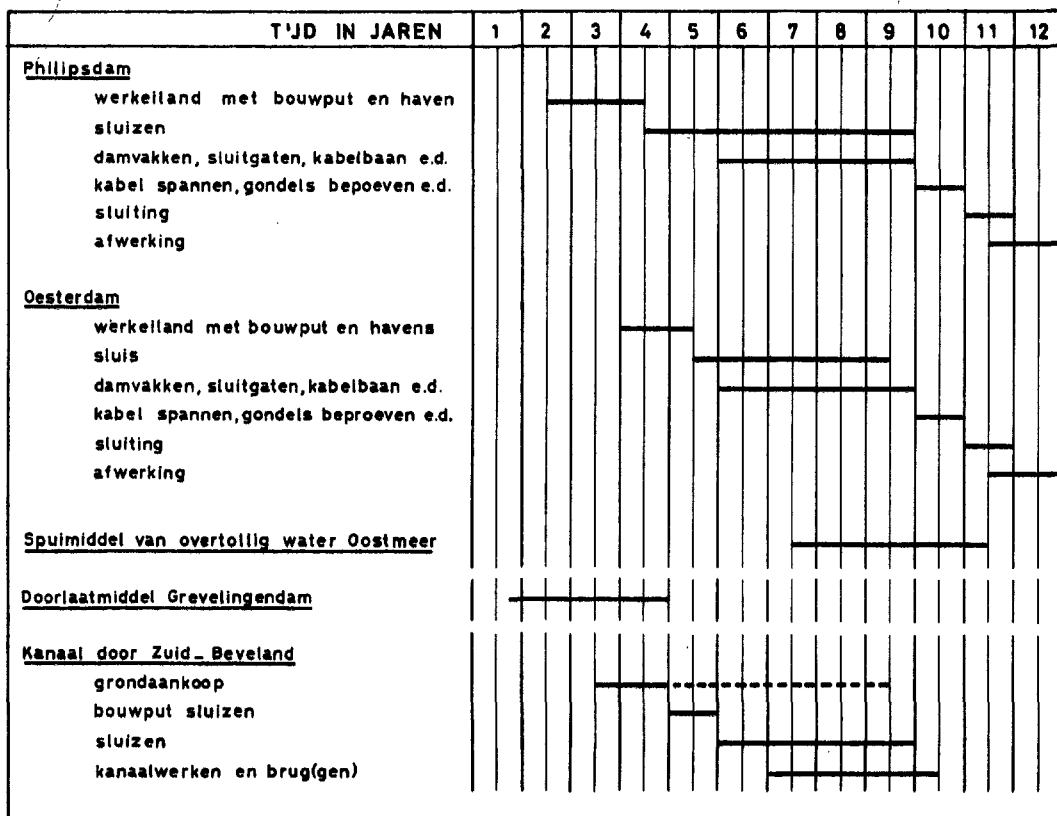 T'JD IN JAREN 1 2 3 4 5 6 7 8 9 10 11 12
Philipsdam
werkeiland met bouwput en haven
sluizen
damvakken, sluitgaten, kabelbaan e.d.
kabel spannen, gondels bepoeven e.d.
sluiting
afwerking
Oesterdam
werkeiland met bouwput en havens
sluis
damvakken, sluitgaten, kabelbaan e.d.
kabel spannen, gondels beproeven e.d.
sluiting
afwerking
Spuimiddel van overtollig water Oostmeer
Doorlaatmiddel Grevelingendam
Kanaal door Zuid_Beveland
grondaankoop
bouwput sluizen
sluizen
kanaalwerken en brug(gen)